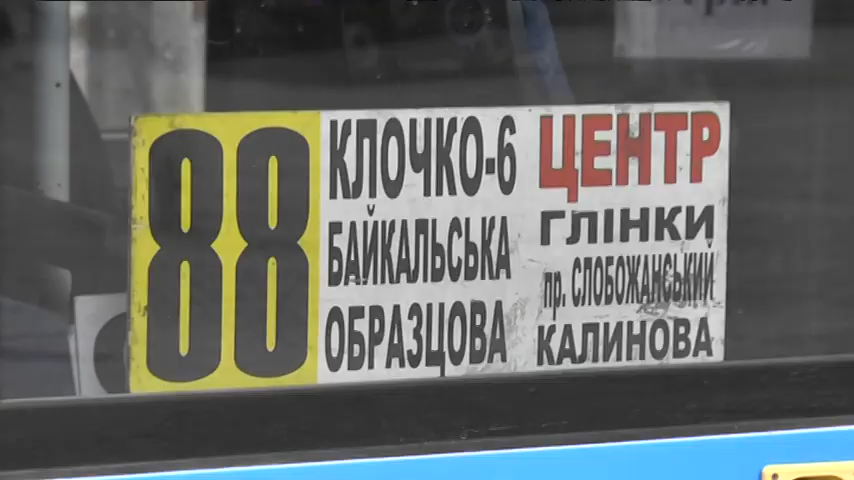 88
КЛОЧКО-6
БАЙКАЛЬСЬКА
ОБРАЗЦОВА
ЦЕНТР
ГЛІНКИ
пр. СЛОБОЖАНСЬКИЙ
КАЛИНОВА